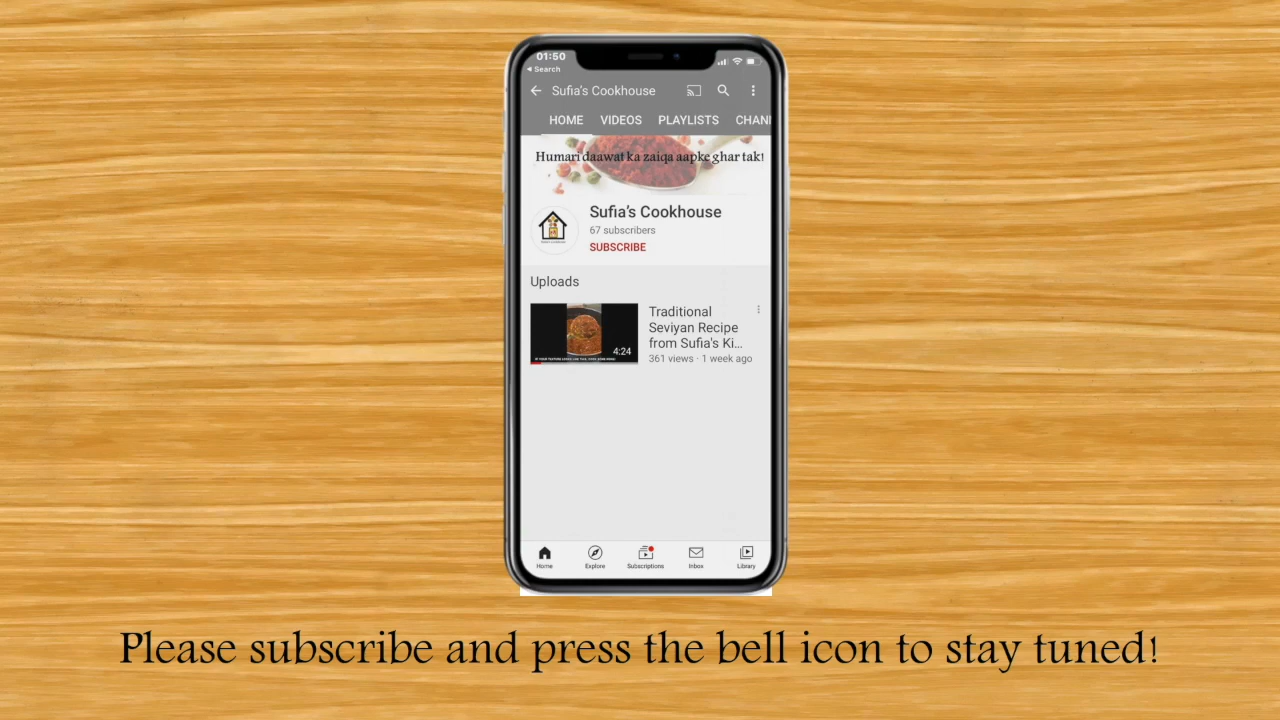 01:50
Search
Sufia's Cookhouse
HOME VIDEOS PLAYLISTS CHAN
Humari daawat ka zaiqa aapke ghar tak!
Sufia's Cookhouse
67 subscribers
SUBSCRIBE
Uploads
Traditional
Seviyan Recipe
from Sufia's Ki...
361 views · 1 week ago
4:24
Home Explore Subscriptions Inbox Library
Please subscribe and press the bell icon to stay tuned!